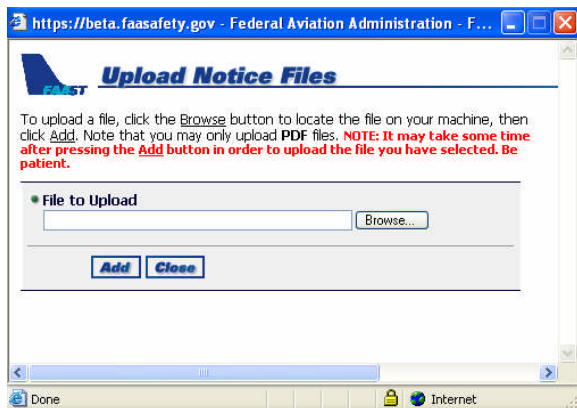 https://beta.faasafety.gov - Federal Aviation Administration - F...
FAAST
Upload Notice Files
To upload a file, click the Browse button to locate the file on your machine, then
click Add. Note that you may only upload PDF files. NOTE: It may take some time
after pressing the Add button in order to upload the file you have selected. Be
patient.
File to Upload
Browse...
Add Close
Done Internet